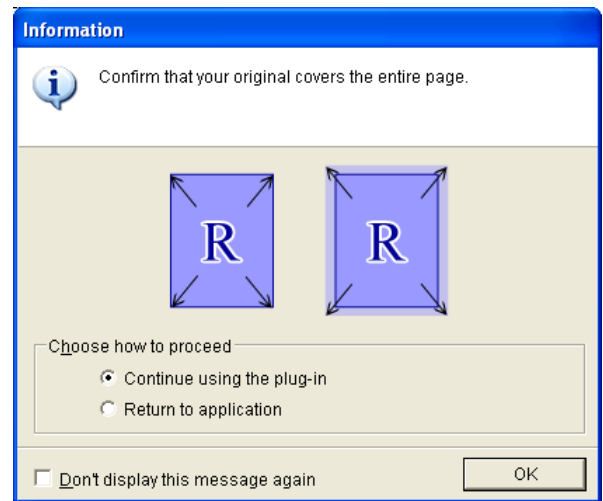 Information
Confirm that your original covers the entire page.
R R
Choose how to proceed
Continue using the plug-in
Return to application
Don't display this message again
OK